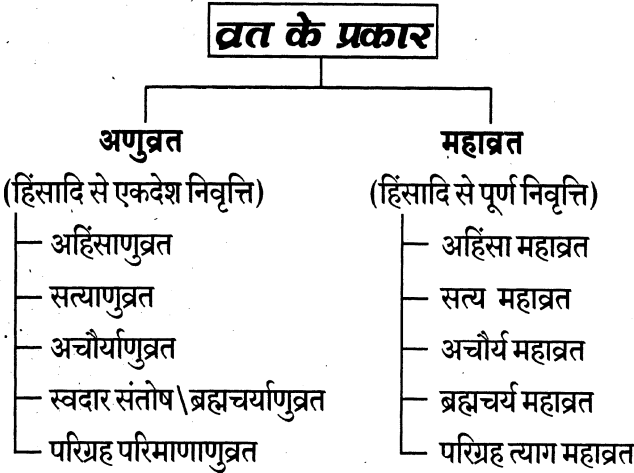 व्रत के प्रकार
अणुव्रत
(हिंसादि से एकदेश निवृत्ति)
अहिंसाणुव्रत
सत्याणुव्रत
अचौर्याणुव्रत
स्वदार संतोष\ब्रह्मचर्याणुव्रत
परिग्रह परिमाणाणुव्रत
महाव्रत
(हिंसादि से पूर्ण निवृत्ति)
अहिंसा महाव्रत
सत्य महाव्रत
अचौर्य महाव्रत
ब्रह्मचर्य महाव्रत
परिग्रह त्याग महाव्रत